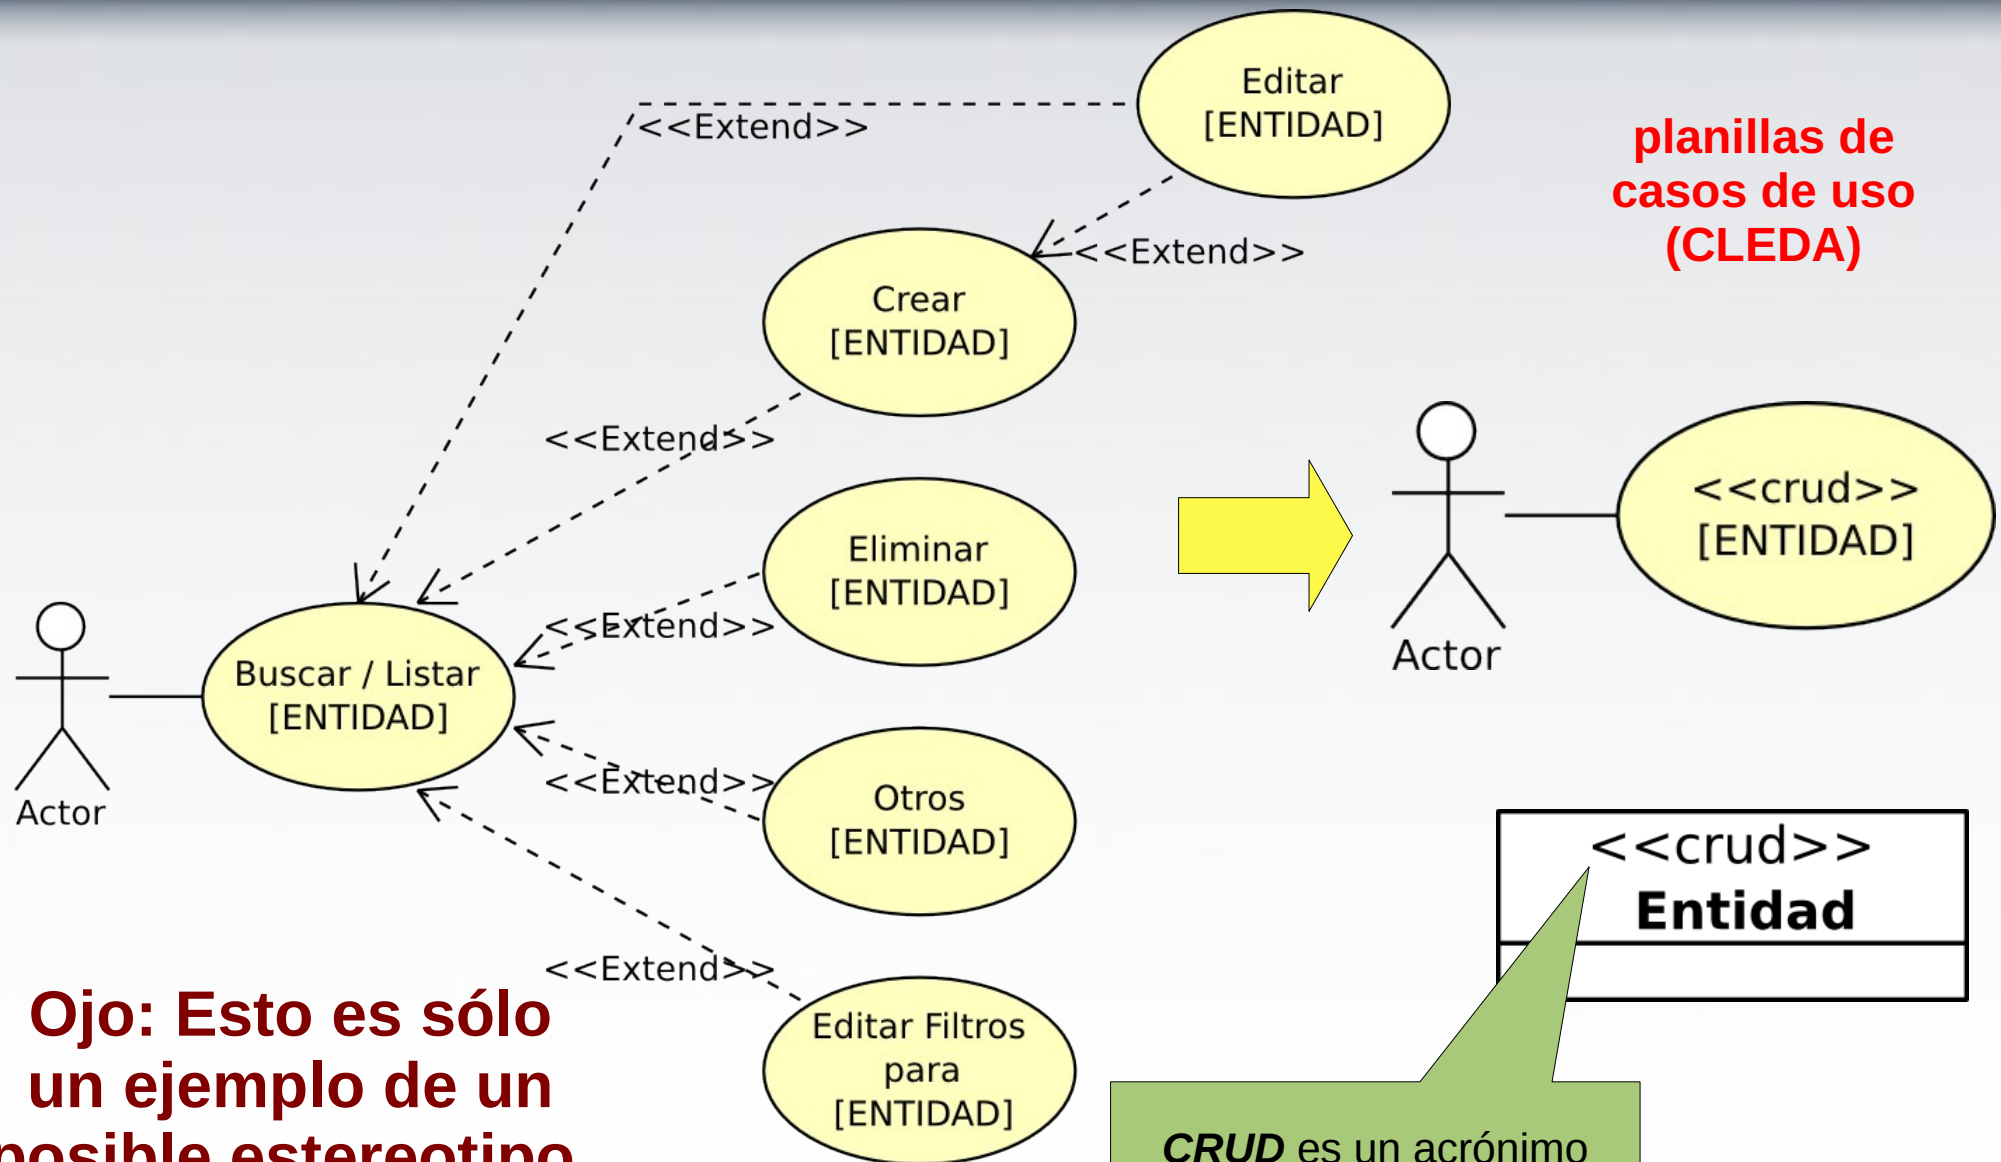 Editar
[ENTIDAD]
<<Extend>>
planillas de
casos de uso
(CLEDA)
<<Extend>>
Crear
[ENTIDAD]
<<Extend>>
<<crud>>
[ENTIDAD]
Actor
Eliminar
[ENTIDAD]
<<Extend>>
Buscar / Listar
[ENTIDAD]
Actor
<<Extend>>
Otros
[ENTIDAD]
<<crud>>
Entidad
<<Extend>>
Editar Filtros
para
[ENTIDAD]
Ojo: Esto es sólo
un ejemplo de un
posible estereotipo
CRUD es un acrónimo